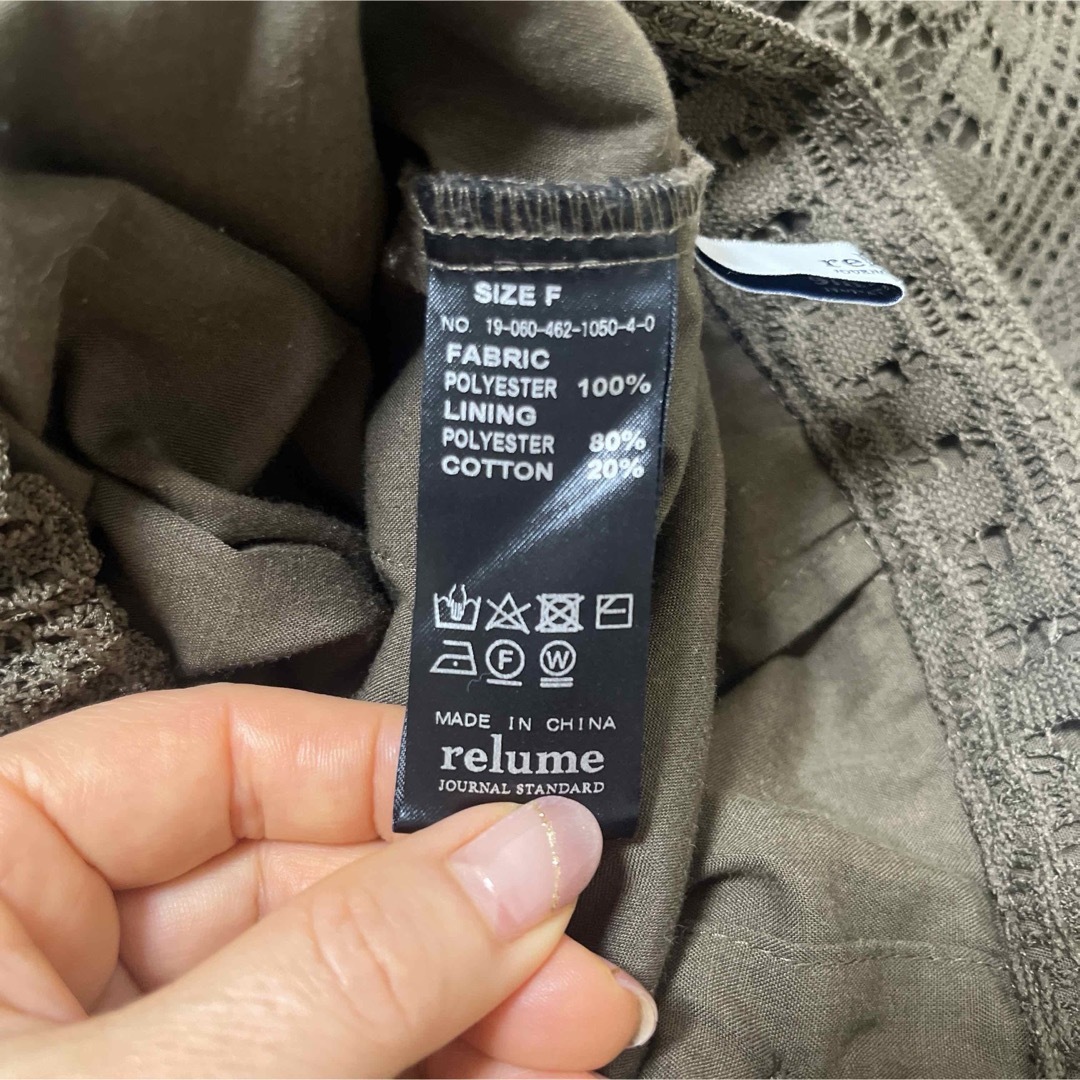 SIZE F
NO. 19-060-462-1050-4-0
FABRIC
POLYESTER 100%
LINING
POLYESTER 80%
COTTON 20%
F W
MADE IN CHINA
relume
JOURNAL STANDARD